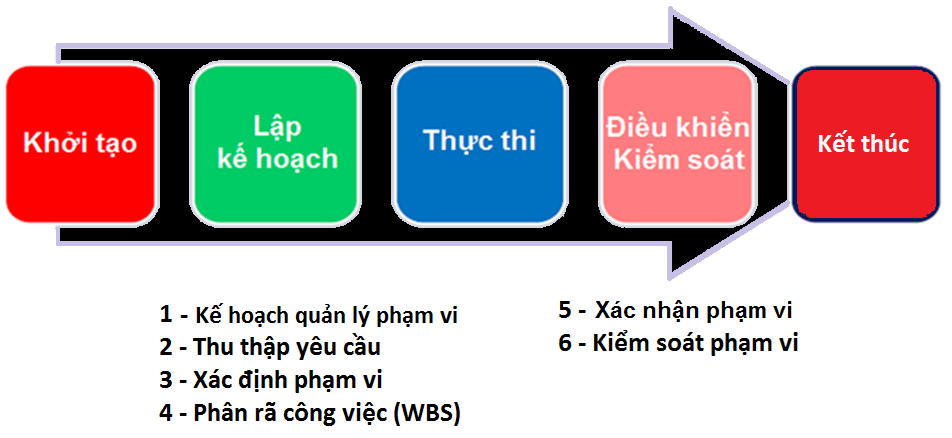 Khởi tạo
Lập
kế hoạch
Thực thi
Điều khiển
Kiểm soát
Kết thúc
1 - Kế hoạch quản lý phạm vi
2 - Thu thập yêu cầu
3 - Xác định phạm vi
4 - Phân rã công việc (WBS)
5 - Xác nhận phạm vi
6 - Kiểm soát phạm vi